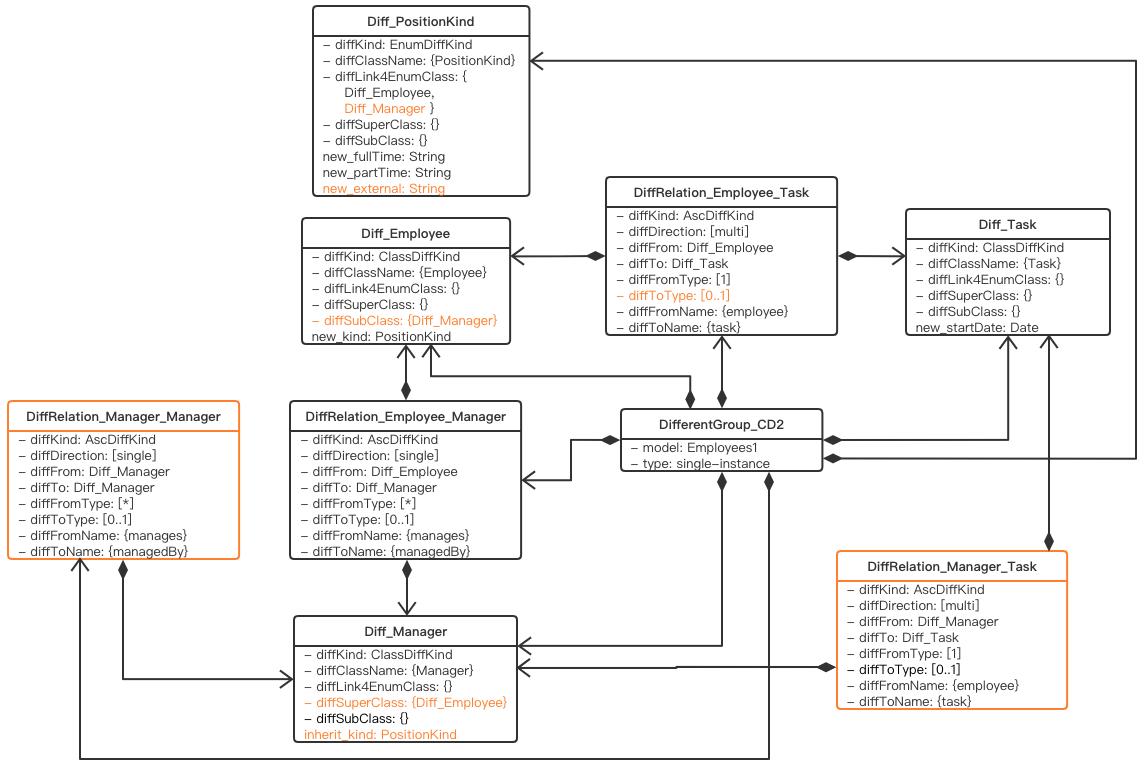 Diff_PositionKind
- diffKind: EnumDiffKind
- diffClassName: {PositionKind}
- diffLink4EnumClass: {
Diff_Employee,
Diff_Manager }
- diffSuperClass: {}
- diffSubClass: {}
new_fullTime: String
new_partTime: String
new_external: String
DiffRelation_Employee_Task
- diffKind: AscDiffKind
- diffDirection: [multi]
- diffFrom: Diff_Employee
- diffTo: Diff_Task
- diffFromType: [1]
- diffToType: [0..1]
- diffFromName: {employee}
- diffToName: {task}
Diff_Task
- diffKind: ClassDiffKind
- diffClassName: {Task}
- diffLink4EnumClass: {}
- diffSuperClass: {}
- diffSubClass: {}
new_startDate: Date
Diff_Employee
- diffKind: ClassDiffKind
- diffClassName: {Employee}
- diffLink4EnumClass: {}
- diffSuperClass: {}
- diffSubClass: {Diff_Manager}
new_kind: PositionKind
DiffRelation_Manager_Manager
- diffKind: AscDiffKind
- diffDirection: [single]
- diffFrom: Diff_Manager
- diffTo: Diff_Manager
- diffFromType: [*]
- diffToType: [0..1]
- diffFromName: {manages}
- diffToName: {managedBy}
DiffRelation_Employee_Manager
- diffKind: AscDiffKind
- diffDirection: [single]
- diffFrom: Diff_Employee
- diffTo: Diff_Manager
- diffFromType: [*]
- diffToType: [0..1]
- diffFromName: {manages}
- diffToName: {managedBy}
DifferentGroup_CD2
- model: Employees1
- type: single-instance
DiffRelation_Manager_Task
- diffKind: AscDiffKind
- diffDirection: [multi]
- diffFrom: Diff_Manager
- diffTo: Diff_Task
- diffFromType: [1]
- diffToType: [0..1]
- diffFromName: {employee}
- diffToName: {task}
Diff_Manager
- diffKind: ClassDiffKind
- diffClassName: {Manager}
- diffLink4EnumClass: {}
- diffSuperClass: {Diff_Employee}
- diffSubClass: {}
inherit_kind: PositionKind